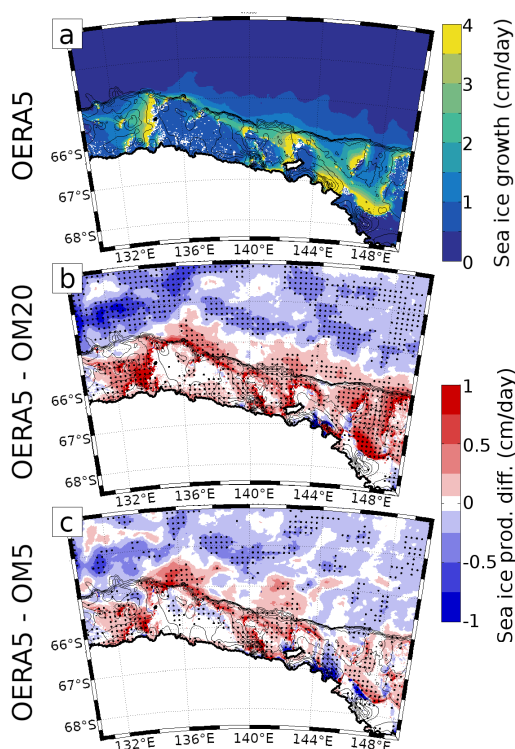 a
OERA5
66°S
67°S
68°S
132°E
136°E
140°E
144°E
148°E
4
3
2
1
0
Sea ice growth (cm/day)
b
OERA5 - OM20
66°S
67°S
68°S
132°E
136°E
140°E
144°E
148°E
1
0.5
0
-0.5
-1
Sea ice prod. diff. (cm/day)
c
OERA5 - OM5
66°S
67°S
68°S
132°E
136°E
140°E
144°E
148°E